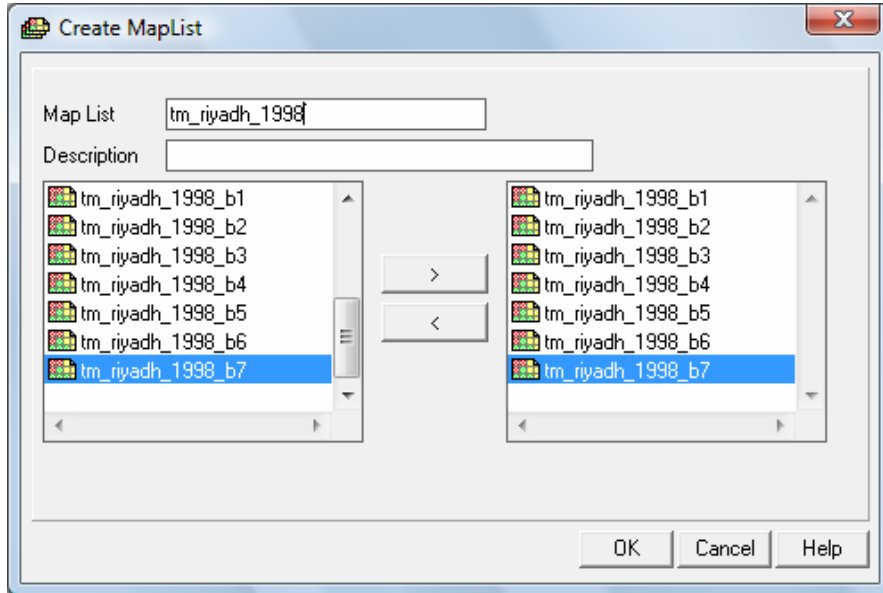 Create MapList
Map List tm_riyadh_1998
Description
tm_riyadh_1998_b1
tm_riyadh_1998_b2
tm_riyadh_1998_b3
tm_riyadh_1998_b4
tm_riyadh_1998_b5
tm_riyadh_1998_b6
tm_riyadh_1998_b7
>
<
tm_riyadh_1998_b1
tm_riyadh_1998_b2
tm_riyadh_1998_b3
tm_riyadh_1998_b4
tm_riyadh_1998_b5
tm_riyadh_1998_b6
tm_riyadh_1998_b7
OK Cancel Help